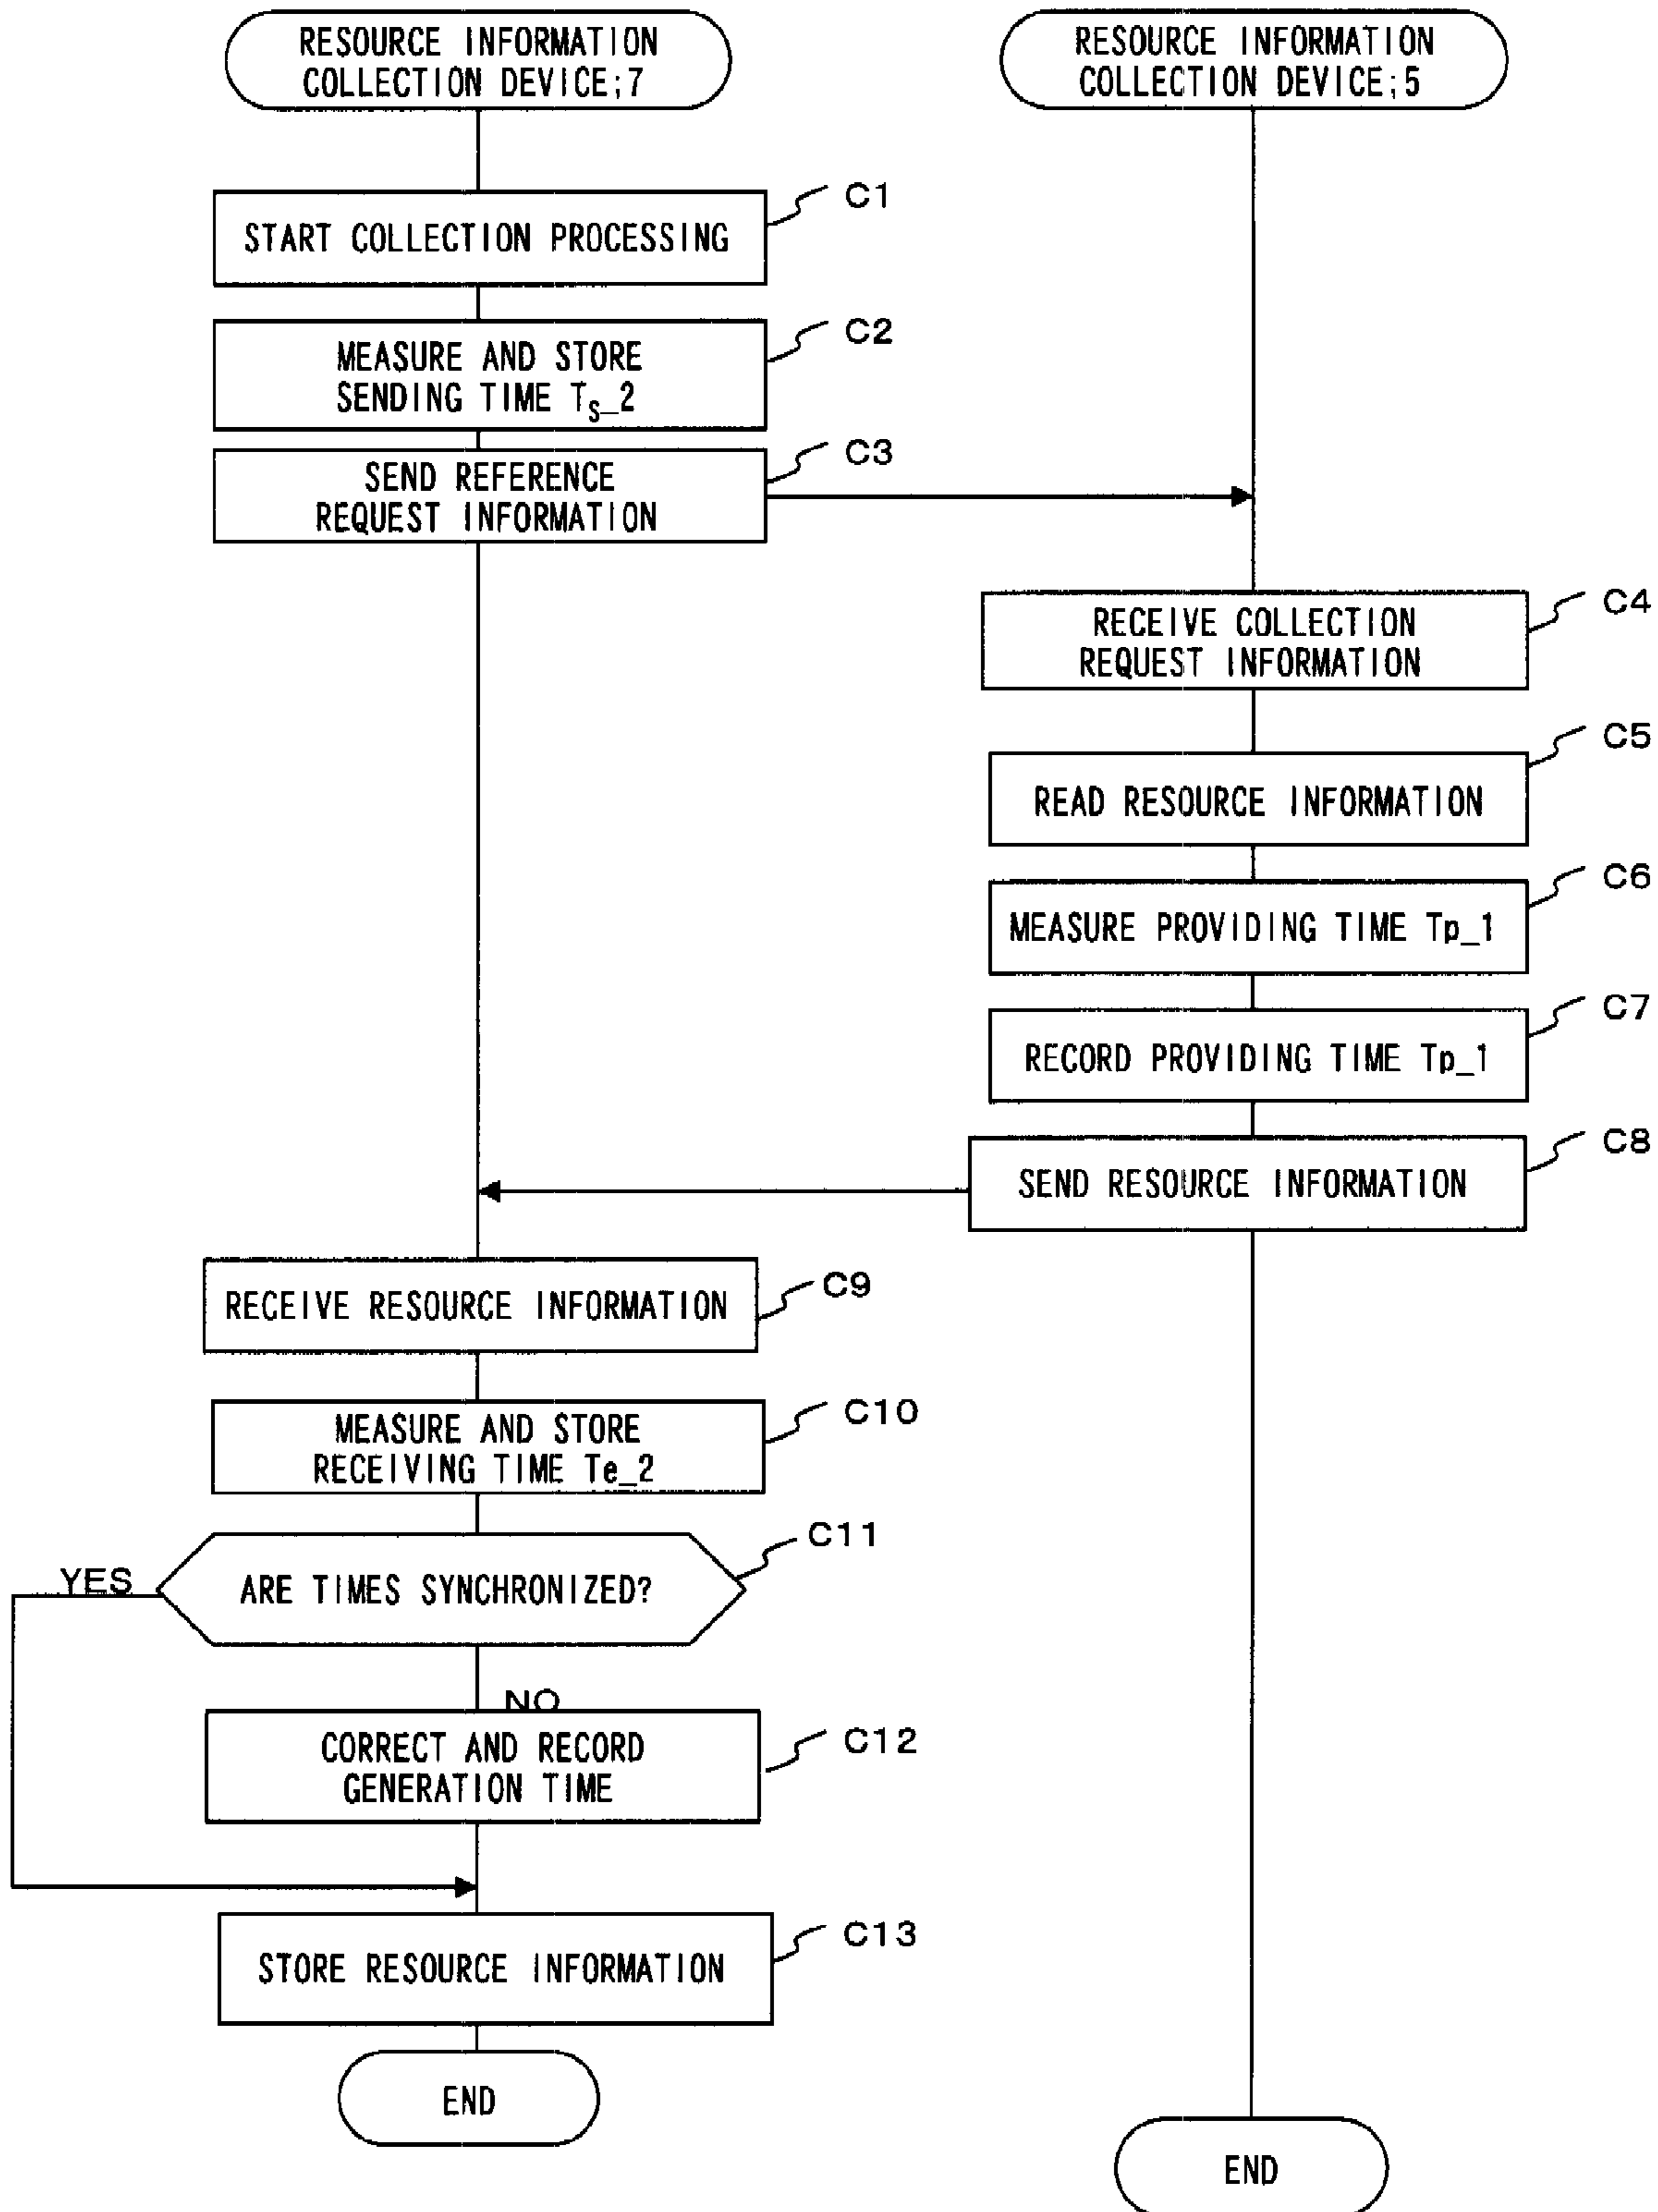 RESOURCE INFORMATION
COLLECTION DEVICE;7
RESOURCE INFORMATION
COLLECTION DEVICE;5
C1
START COLLECTION PROCESSING
C2
MEASURE AND STORE
SENDING TIME Ts_2
C3
SEND REFERENCE
REQUEST INFORMATION
C4
RECEIVE COLLECTION
REQUEST INFORMATION
C5
READ RESOURCE INFORMATION
C6
MEASURE PROVIDING TIME Tp_1
C7
RECORD PROVIDING TIME Tp_1
C8
SEND RESOURCE INFORMATION
C9
RECEIVE RESOURCE INFORMATION
C10
MEASURE AND STORE
RECEIVING TIME Te_2
C11
YES
ARE TIMES SYNCHRONIZED?
NO
C12
CORRECT AND RECORD
GENERATION TIME
C13
STORE RESOURCE INFORMATION
END
END